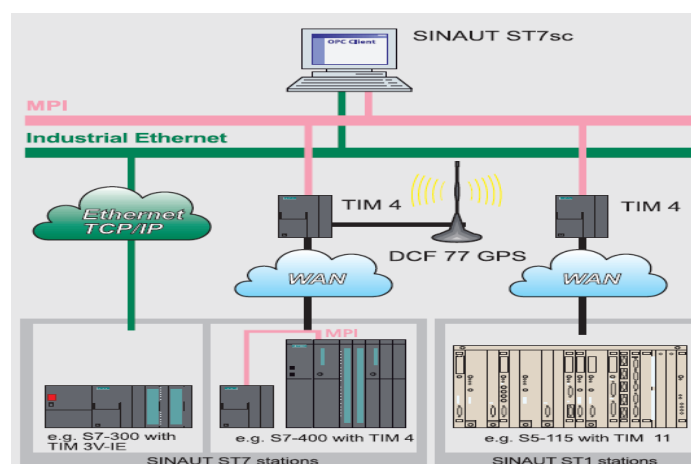 OPC Client
SINAUT ST7sc
MPI
Industrial Ethernet
Ethernet
TCP/IP
TIM 4
TIM 4
DCF 77 GPS
WAN
WAN
MPI
e.g. S7-300 with
TIM 3V-IE
e.g. S7-400 with TIM 4
e.g. S5-115 with TIM 11
SINAUT ST7 stations
SINAUT ST1 stations